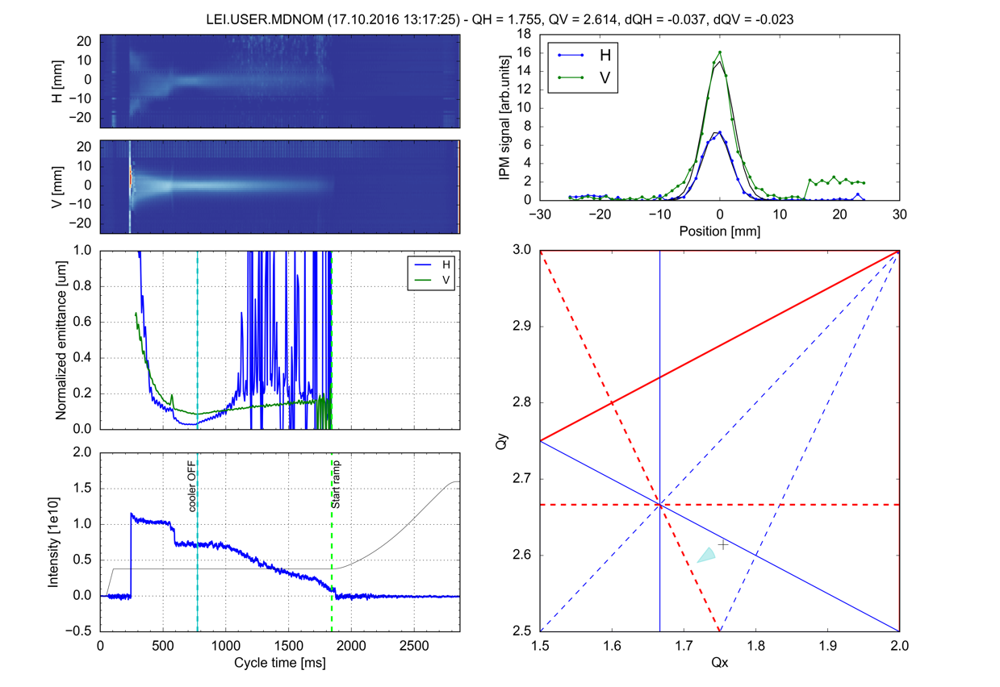 LEI.USER.MDNOM (17.10.2016 13:17:25) - QH = 1.755, QV = 2.614, dQH = -0.037, dQV = -0.023
20
10
0
−10
−20
H [mm]
20
10
0
−10
−20
V [mm]
1.0
0.8
0.6
0.4
0.2
0.0
Normalized emittance [um]
H
V
2.0
1.5
1.0
0.5
0.0
−0.5
Intensity [1e10]
cooler OFF
Start ramp
0 500 1000 1500 2000 2500
Cycle time [ms]
18
16
14
12
10
8
6
4
2
0
IPM signal [arb.units]
H
V
−30 −20 −10 0 10 20 30
Position [mm]
3.0
2.9
2.8
2.7
2.6
2.5
Qy
1.5 1.6 1.7 1.8 1.9 2.0
Qx